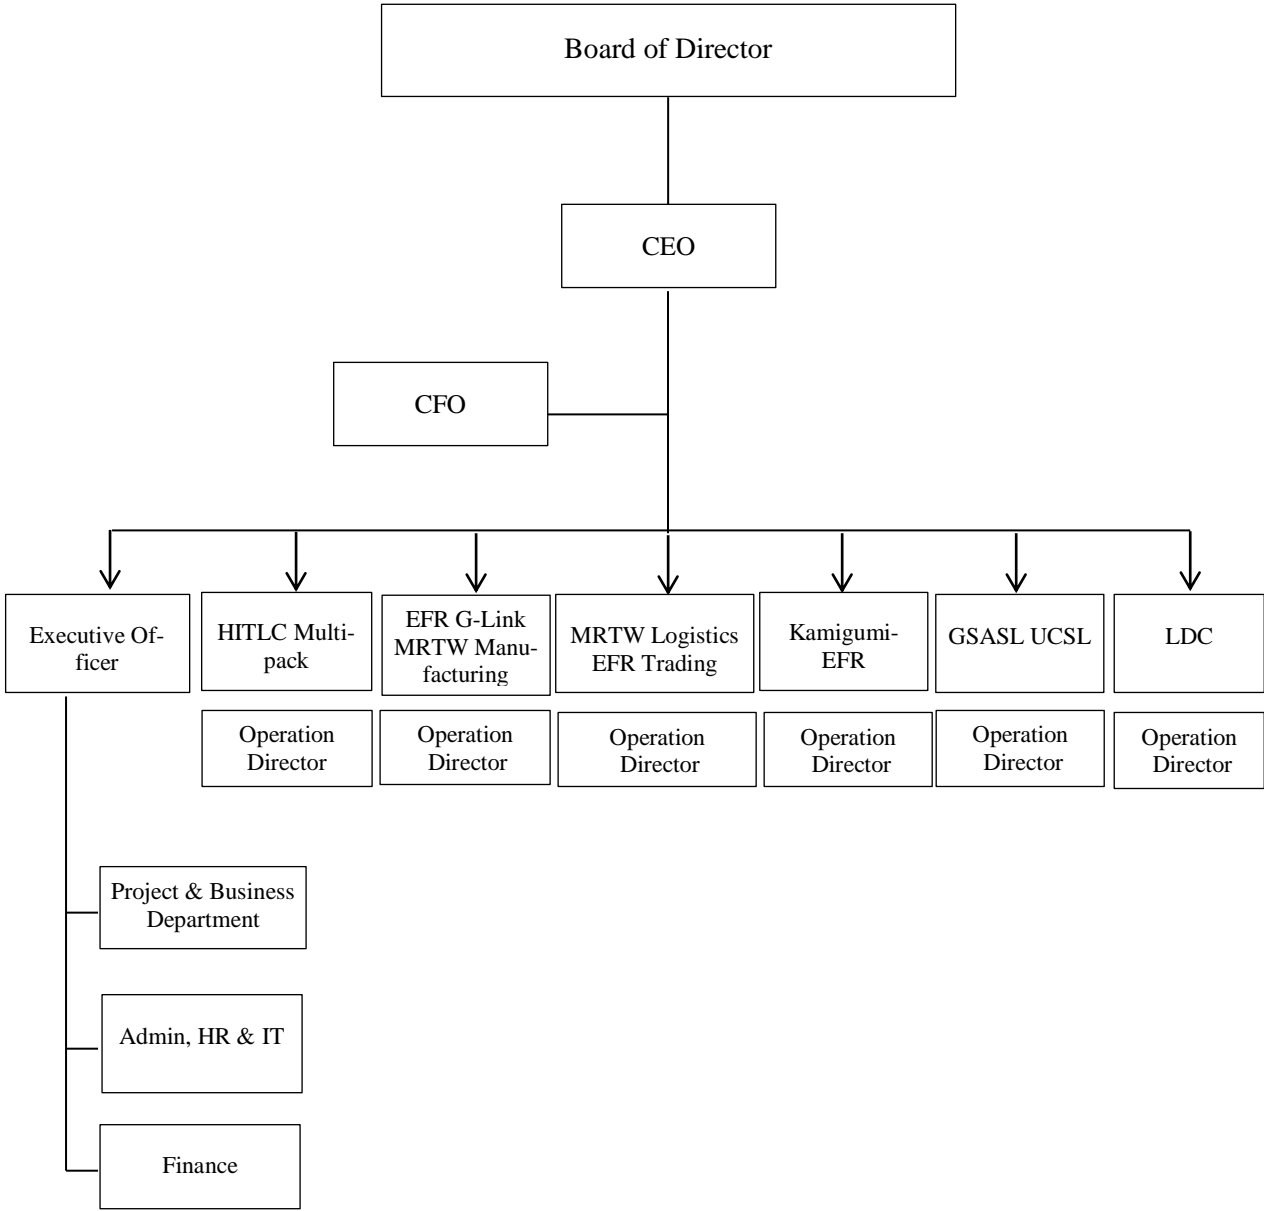 Board of Director
CEO
CFO
Executive Of-
ficer
HITLC Multi-
pack
EFR G-Link
MRTW Manu-
facturing
MRTW Logistics
EFR Trading
Kamigumi-
EFR
GSASL UCSL
LDC
Operation
Director
Operation
Director
Operation
Director
Operation
Director
Operation
Director
Operation
Director
Project & Business
Department
Admin, HR & IT
Finance